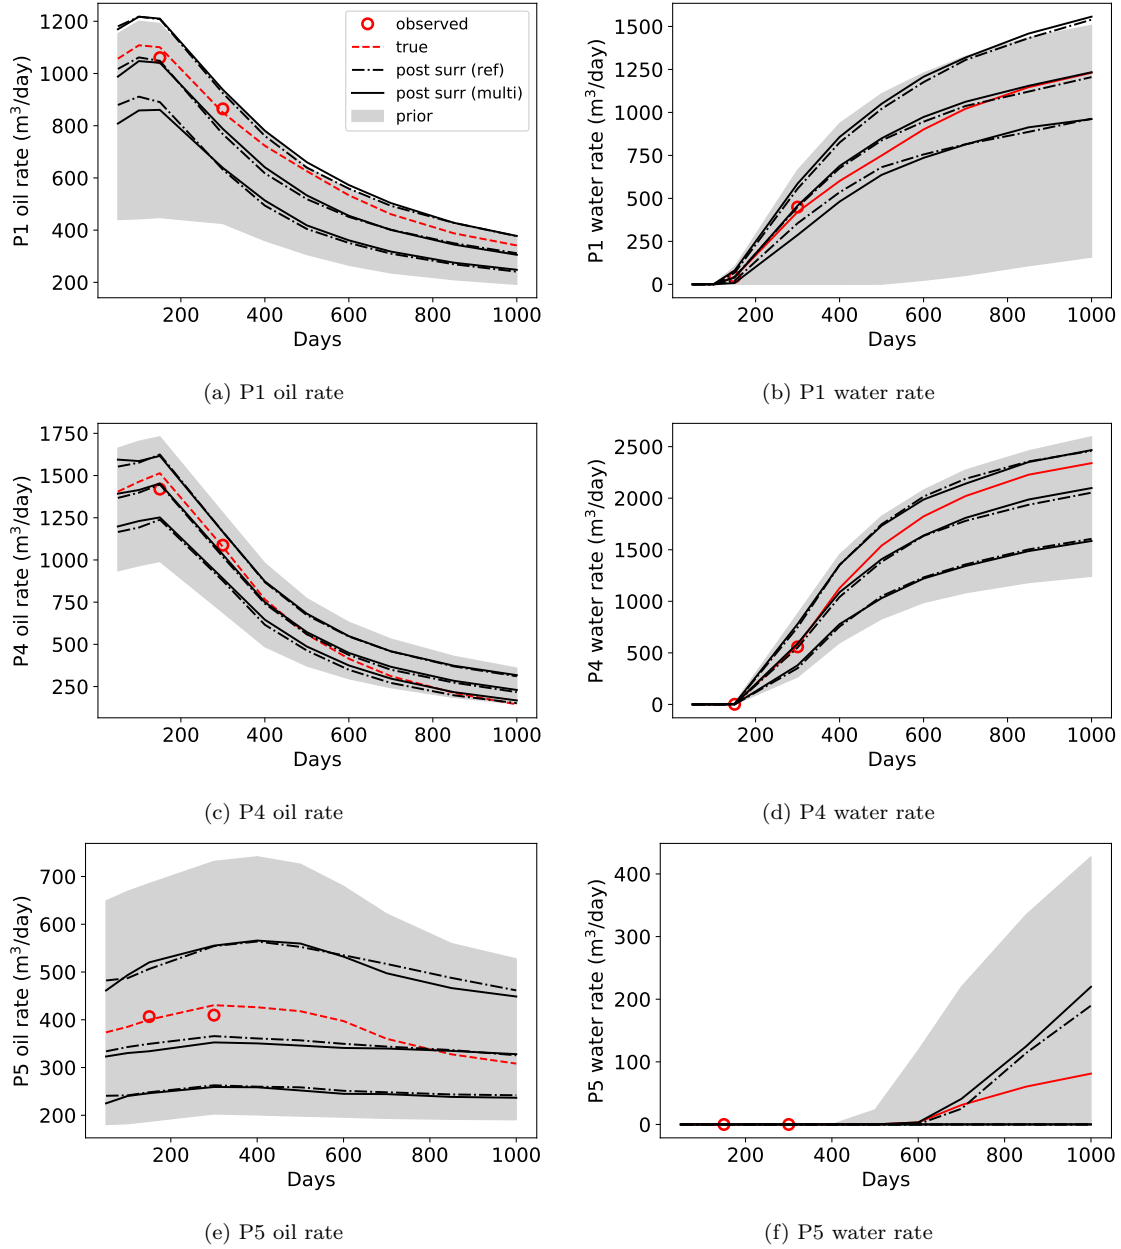 1200
1000
800
600
400
200
P1 oil rate (m³/day)
observed
true
post surr (ref)
post surr (multi)
prior
200 400 600 800 1000
Days
(a) P1 oil rate
1500
1250
1000
750
500
250
0
P1 water rate (m³/day)
200 400 600 800 1000
Days
(b) P1 water rate
1750
1500
1250
1000
750
500
250
P4 oil rate (m³/day)
200 400 600 800 1000
Days
(c) P4 oil rate
2500
2000
1500
1000
500
0
P4 water rate (m³/day)
200 400 600 800 1000
Days
(d) P4 water rate
700
600
500
400
300
200
P5 oil rate (m³/day)
200 400 600 800 1000
Days
(e) P5 oil rate
400
300
200
100
0
P5 water rate (m³/day)
200 400 600 800 1000
Days
(f) P5 water rate